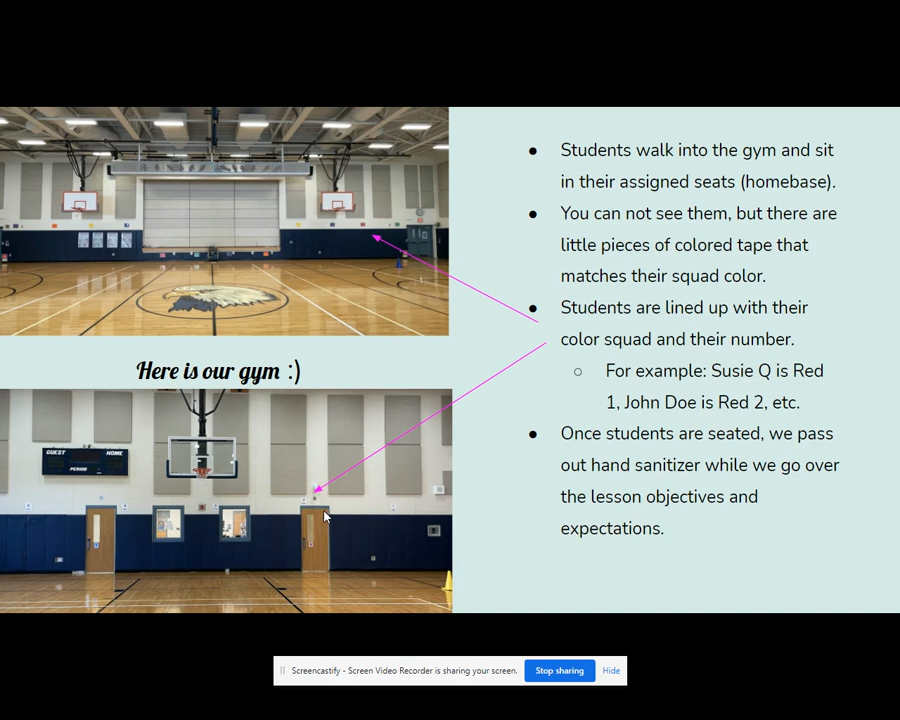 Students walk into the gym and sit
in their assigned seats (homebase).
You can not see them, but there are
little pieces of colored tape that
matches their squad color.
Students are lined up with their
color squad and their number.
For example: Susie Q is Red
1, John Doe is Red 2, etc.
Once students are seated, we pass
out hand sanitizer while we go over
the lesson objectives and
expectations.
Here is our gym :)
GUEST HOME
PERIOD
Screencastify - Screen Video Recorder is sharing your screen. Stop sharing Hide